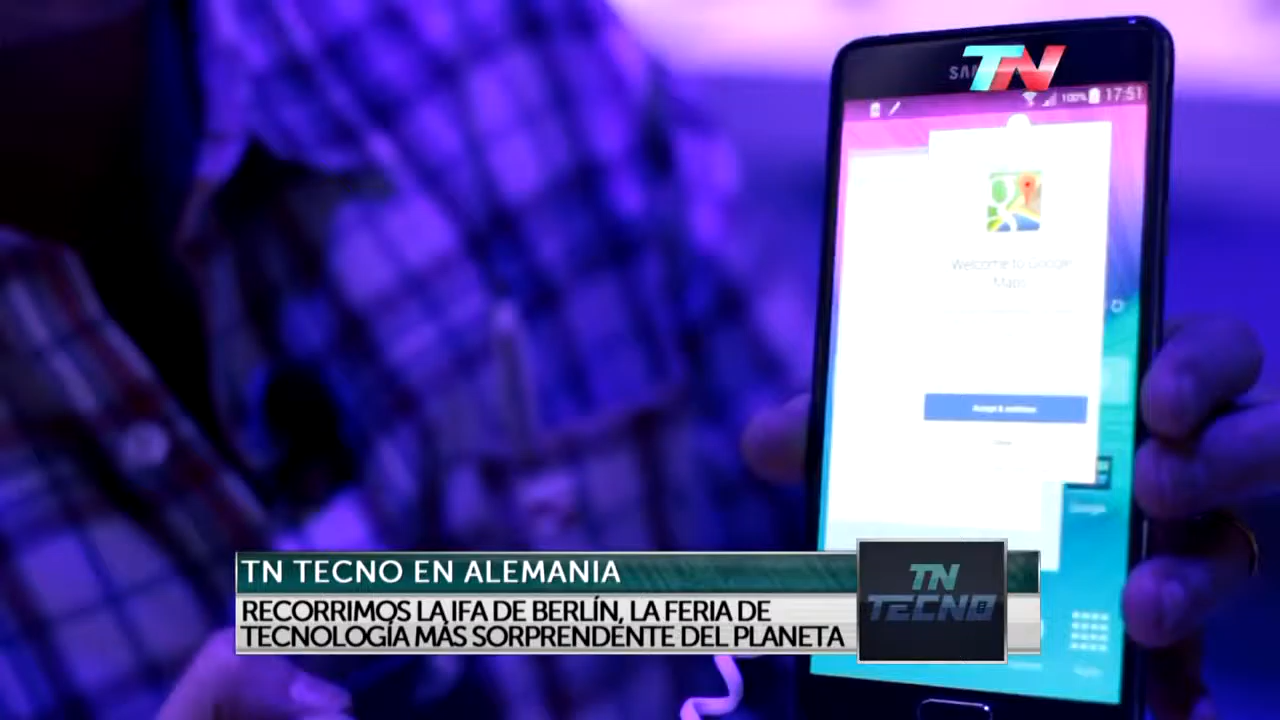 TN
100% 17:51
Welcome to Google
Maps
TN TECNO EN ALEMANIA
RECORRIMOS LA IFA DE BERLÍN, LA FERIA DE
TECNOLOGÍA MÁS SORPRENDENTE DEL PLANETA
TN
TECNO